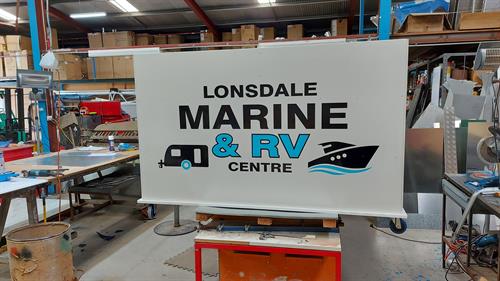 LONSDALE
MARINE
& RV
CENTRE